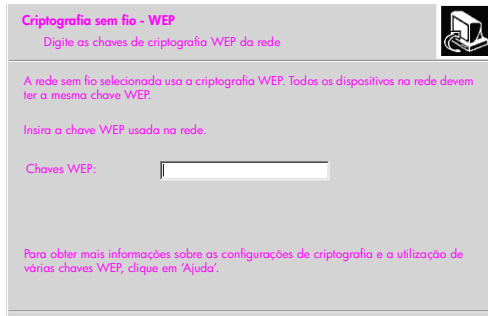 Criptografia sem fio - WEP
Digite as chaves de criptografia WEP da rede
A rede sem fio selecionada usa a criptografia WEP. Todos os dispositivos na rede devem
ter a mesma chave WEP.
Insira a chave WEP usada na rede.
Chaves WEP:
Para obter mais informações sobre as configurações de criptografia e a utilização de
várias chaves WEP, clique em 'Ajuda'.